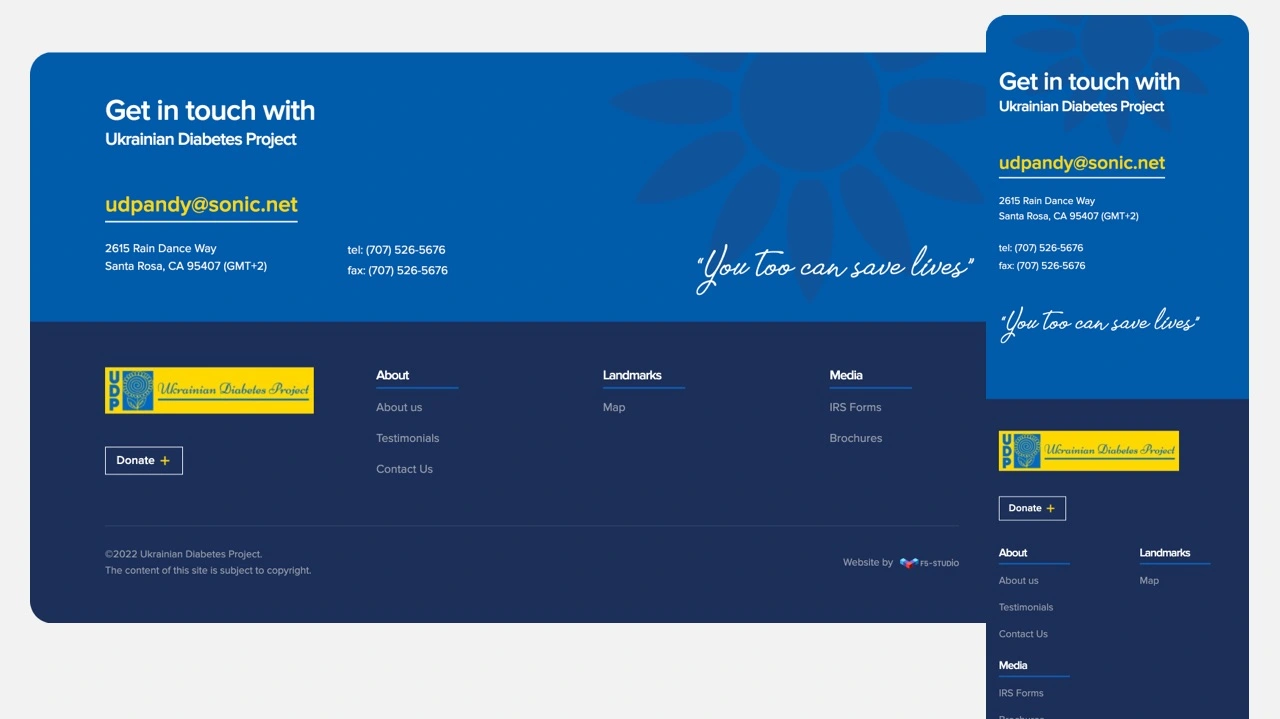 Get in touch with
Ukrainian Diabetes Project
udpandy@sonic.net
2615 Rain Dance Way
Santa Rosa, CA 95407 (GMT+2)
tel: (707) 526-5676
fax: (707) 526-5676
“You too can save lives”
UDP
Ukrainian Diabetes Project
Donate +
About
About us
Testimonials
Contact Us
Landmarks
Map
Media
IRS Forms
Brochures
©2022 Ukrainian Diabetes Project.
The content of this site is subject to copyright.
Website by F5-STUDIO
Get in touch with
Ukrainian Diabetes Project
udpandy@sonic.net
2615 Rain Dance Way
Santa Rosa, CA 95407 (GMT+2)
tel: (707) 526-5676
fax: (707) 526-5676
“You too can save lives”
UDP
Ukrainian Diabetes Project
Donate +
About
About us
Testimonials
Contact Us
Landmarks
Map
Media
IRS Forms